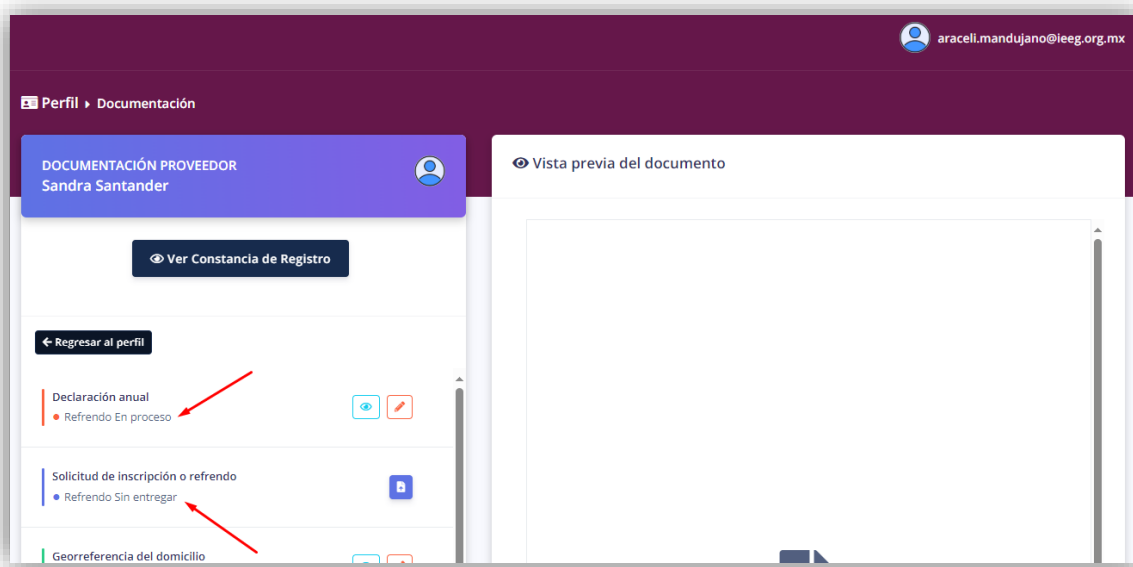 araceli.mandujano@ieeg.org.mx
Perfil ▸ Documentación
DOCUMENTACIÓN PROVEEDOR
Sandra Santander
Vista previa del documento
Ver Constancia de Registro
Regresar al perfil
Declaración anual
Refrendo En proceso
Solicitud de inscripción o refrendo
Refrendo Sin entregar
Georreferencia del domicilio